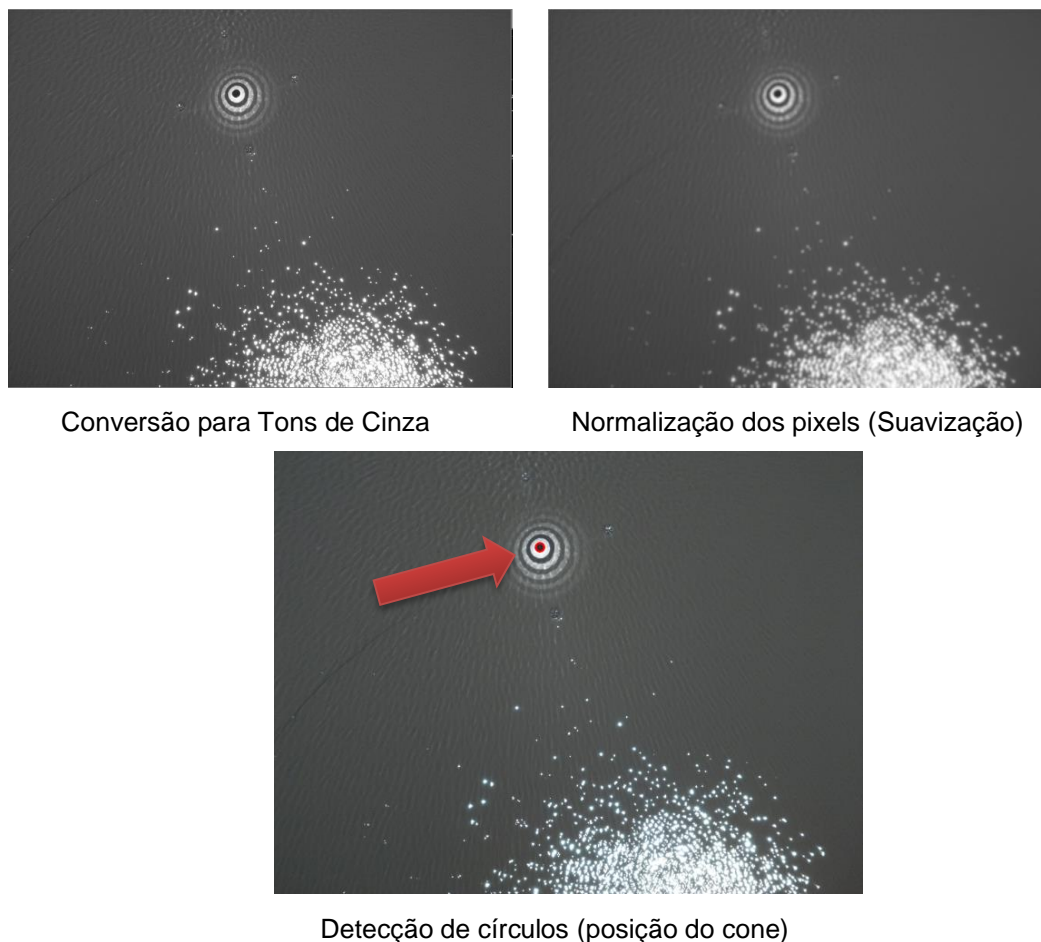 Conversão para Tons de Cinza
Normalização dos pixels (Suavização)
Detecção de círculos (posição do cone)